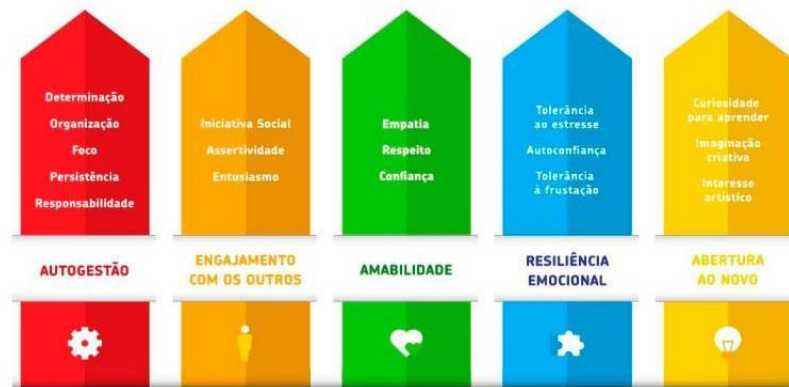 Determinação
Organização
Foco
Persistência
Responsabilidade
AUTOGESTÃO
Iniciativa Social
Assertividade
Entusiasmo
ENGAJAMENTO
COM OS OUTROS
Empatia
Respeito
Confiança
AMABILIDADE
Tolerância
ao estresse
Autoconfiança
Tolerância
à frustação
RESILIÊNCIA
EMOCIONAL
Curiosidade
para aprender
Imaginação
criativa
Interesse
artístico
ABERTURA
AO NOVO